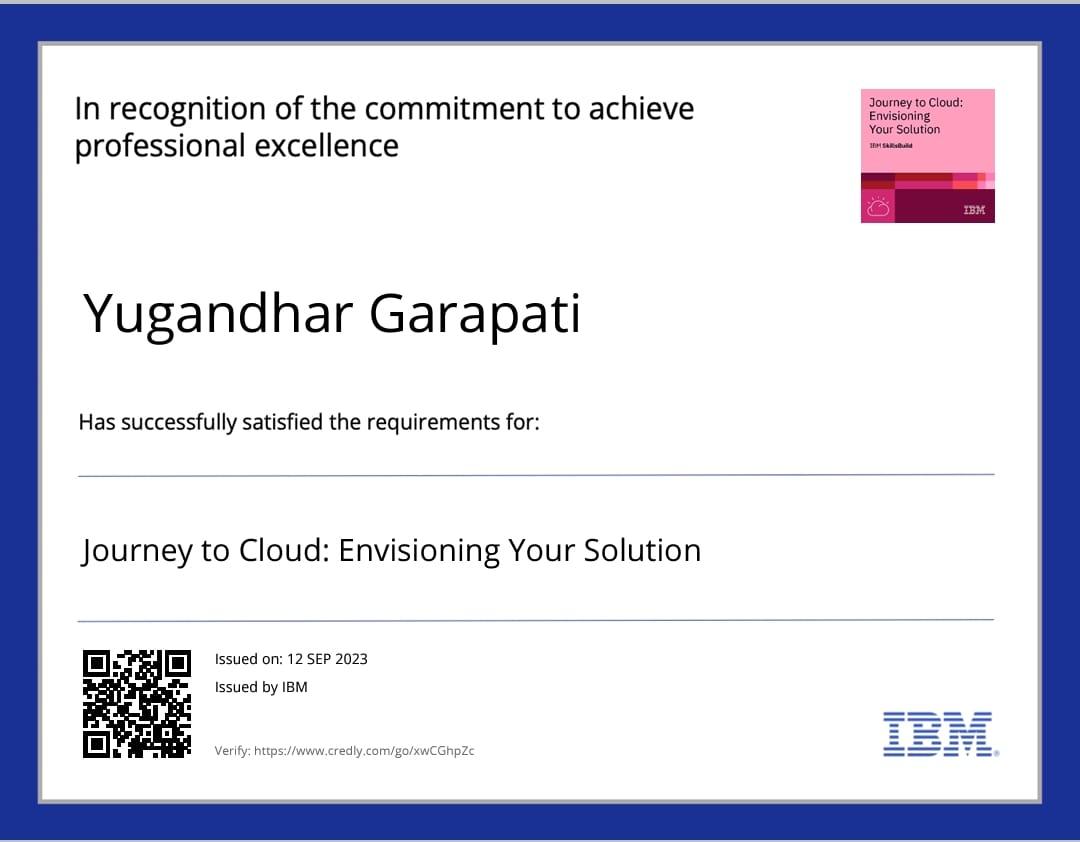 In recognition of the commitment to achieve
professional excellence
Journey to Cloud:
Envisioning
Your Solution
IBM SkillsBuild
IBM
Yugandhar Garapati
Has successfully satisfied the requirements for:
Journey to Cloud: Envisioning Your Solution
Issued on: 12 SEP 2023
Issued by IBM
Verify: https://www.credly.com/go/xwCGhpZc
IBM®